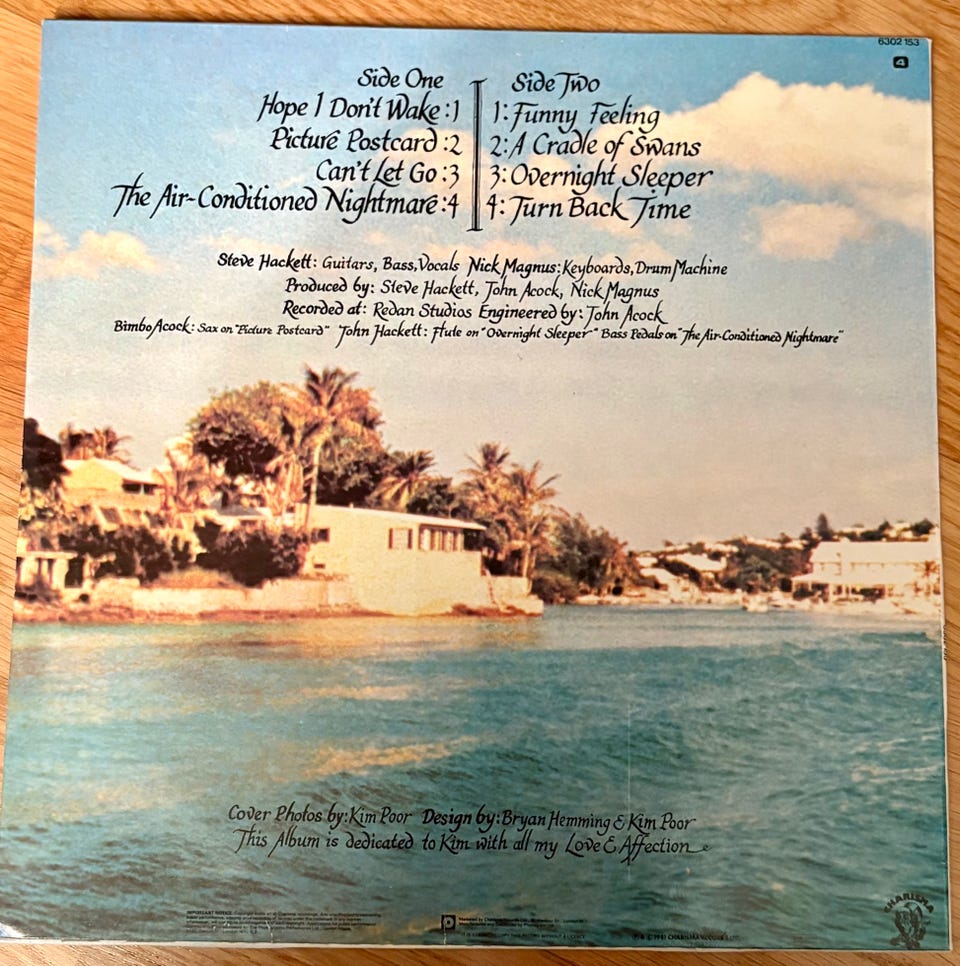 6302 153
4
Side One
Hope I Don't Wake :1
Picture Postcard :2
Can't Let Go :3
The Air-Conditioned Nightmare :4
Side Two
1: Funny Feeling
2: A Cradle of Swans
3: Overnight Sleeper
4: Turn Back Time
Steve Hackett: Guitars, Bass, Vocals Nick Magnus: Keyboards, Drum Machine
Produced by: Steve Hackett, John Acock, Nick Magnus
Recorded at: Redan Studios Engineered by: John Acock
Bimbo Acock: Sax on "Picture Postcard" John Hackett: Flute on "Overnight Sleeper" Bass Pedals on "The Air-Conditioned Nightmare"
Cover Photos by: Kim Poor Design by: Bryan Hemming & Kim Poor
This Album is dedicated to Kim with all my Love & Affection
IMPORTANT NOTICE
CHARISMA